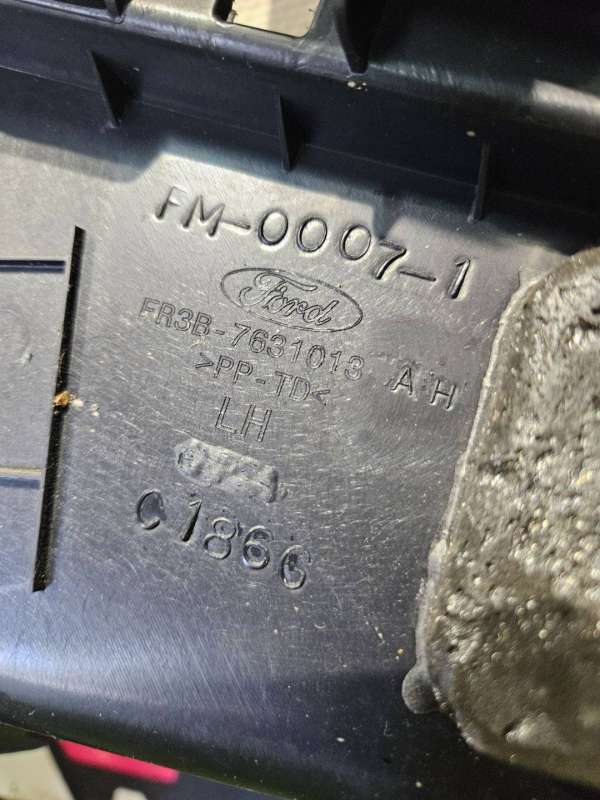 FM-0007-1
Ford
FR3B-7631013 AH
>PP-TD<
LH
C1866